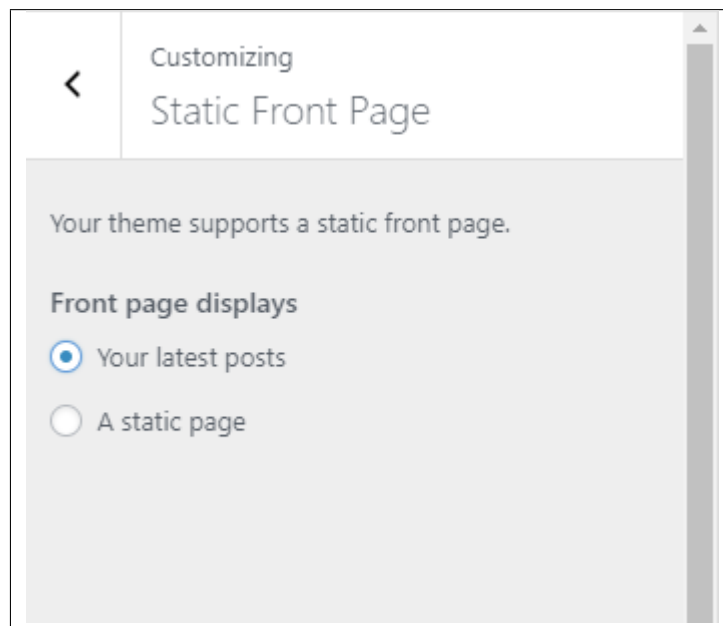 Customizing
Static Front Page
Your theme supports a static front page.
Front page displays
Your latest posts
A static page